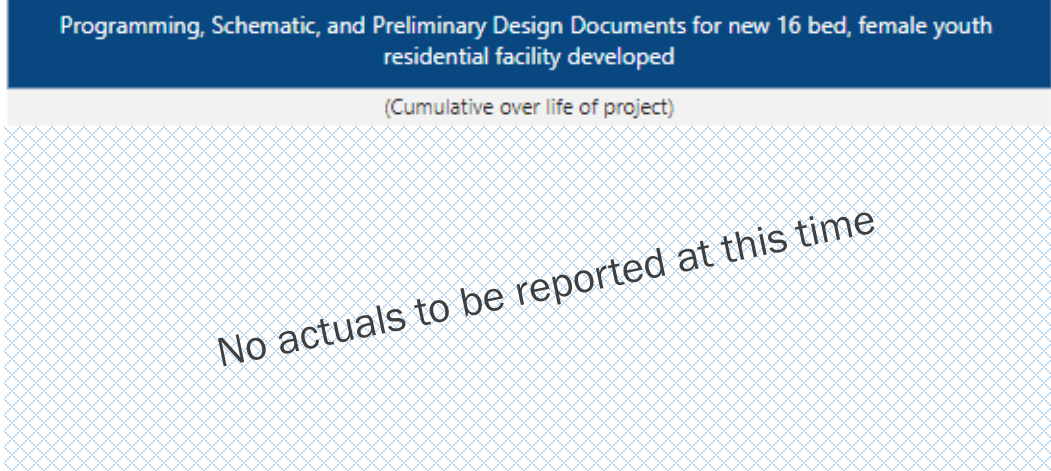 Programming, Schematic, and Preliminary Design Documents for new 16 bed, female youth
residential facility developed
(Cumulative over life of project)
No actuals to be reported at this time